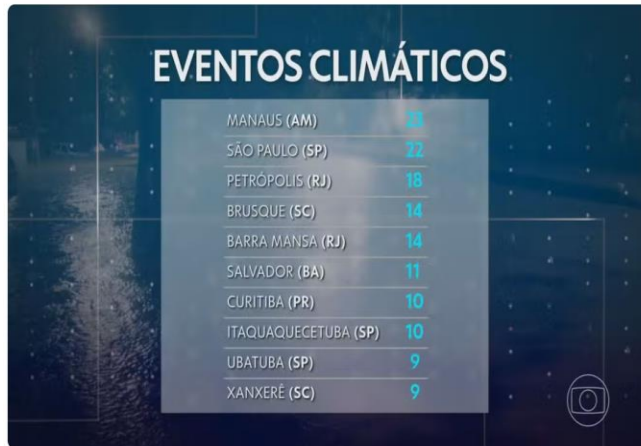 EVENTOS CLIMÁTICOS
MANAUS (AM) 23
SÃO PAULO (SP) 22
PETRÓPOLIS (RJ) 18
BRUSQUE (SC) 14
BARRA MANSA (RJ) 14
SALVADOR (BA) 11
CURITIBA (PR) 10
ITAQUAQUECETUBA (SP) 10
UBATUBA (SP) 9
XANXERÊ (SC) 9